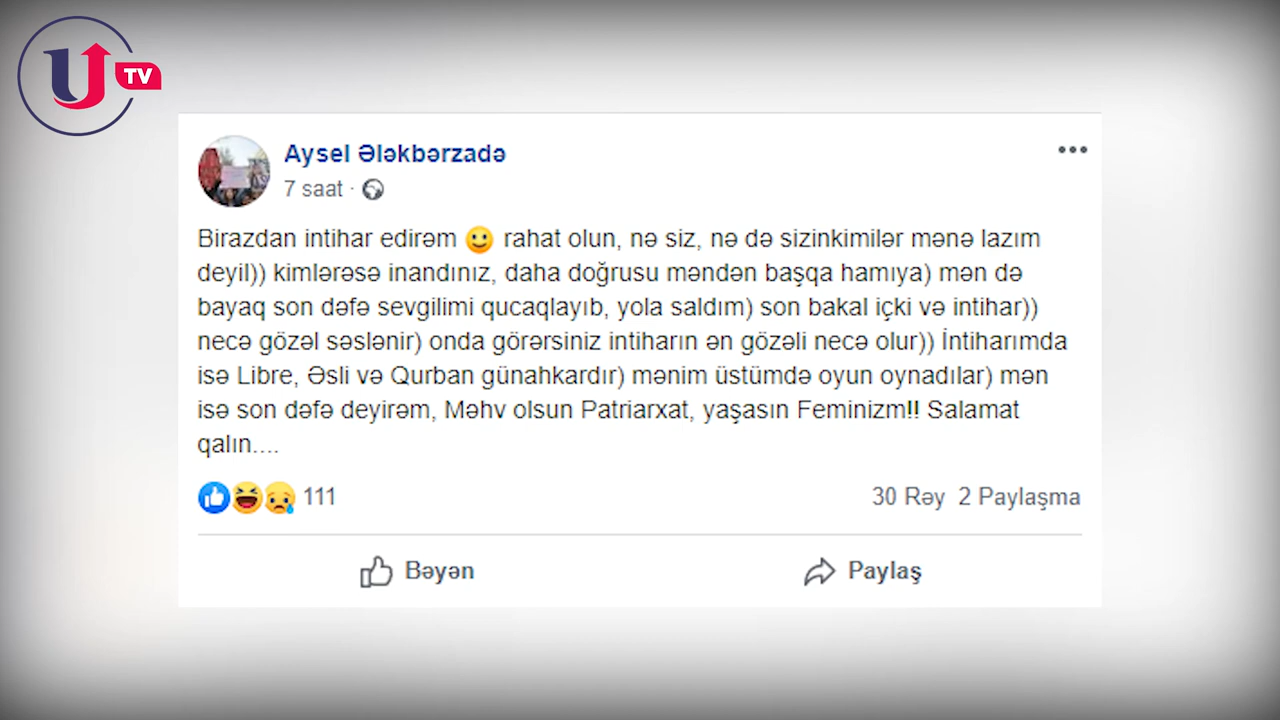 U TV
Aysel Ələkbərzadə
7 saat ·
Birazdan intihar edirəm 🙂 rahat olun, nə siz, nə də sizinkimilər mənə lazım
deyil)) kimlərəsə inandınız, daha doğrusu məndən başqa hamıya) mən də
bayaq son dəfə sevgilimi qucaqlayıb, yola saldım) son bakal içki və intihar))
necə gözəl səslənir) onda görərsiniz intiharın ən gözəli necə olur)) İntiharımda
isə Libre, Əsli və Qurban günahkardır) mənim üstümdə oyun oynadılar) mən
isə son dəfə deyirəm, Məhv olsun Patriarxat, yaşasın Feminizm!! Salamat
qalın....
111
30 Rəy 2 Paylaşma
Bəyən
Paylaş